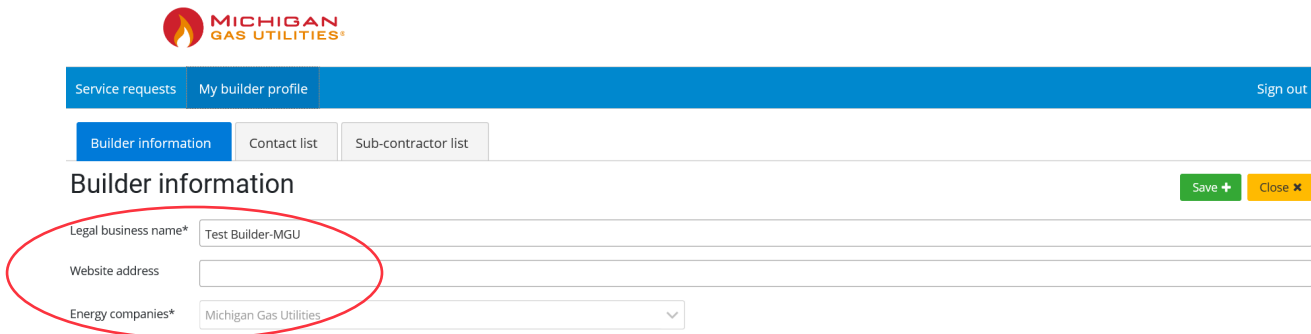 MICHIGAN
GAS UTILITIES®
Service requests My builder profile Sign out
Builder information Contact list Sub-contractor list
Builder information Save Close
Legal business name* Test Builder-MGU
Website address
Energy companies* Michigan Gas Utilities